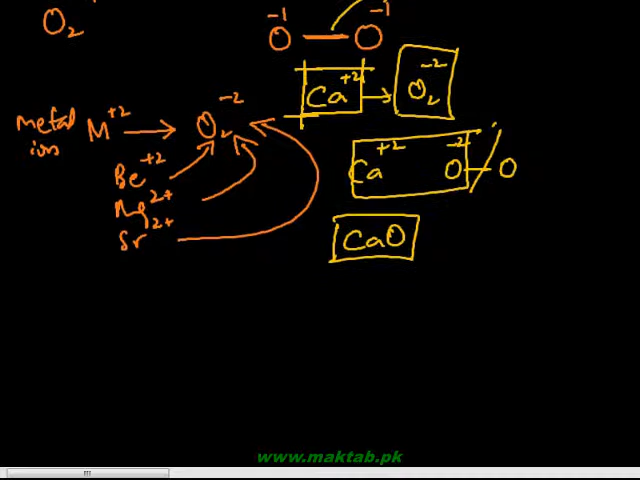 O₂
O⁻¹ — O⁻¹
Ca⁺² → O₂⁻²
metal ion M⁺² → O₂⁻²
Be⁺²
Mg²⁺
Sr²⁺
Ca⁺² O⁻² — O
CaO
www.maktab.pk